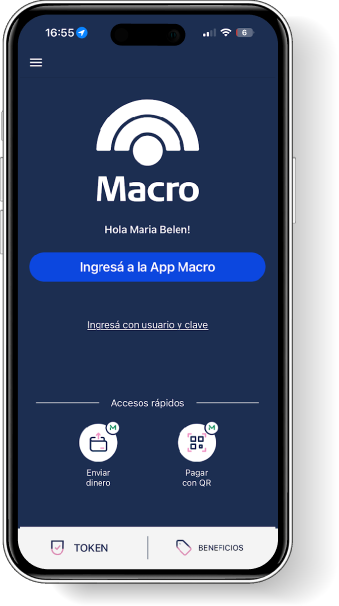 16:55
6
Macro
Hola Maria Belen!
Ingresá a la App Macro
Ingresá con usuario y clave
Accesos rápidos
M
M
Enviar
dinero
Pagar
con QR
TOKEN
BENEFICIOS